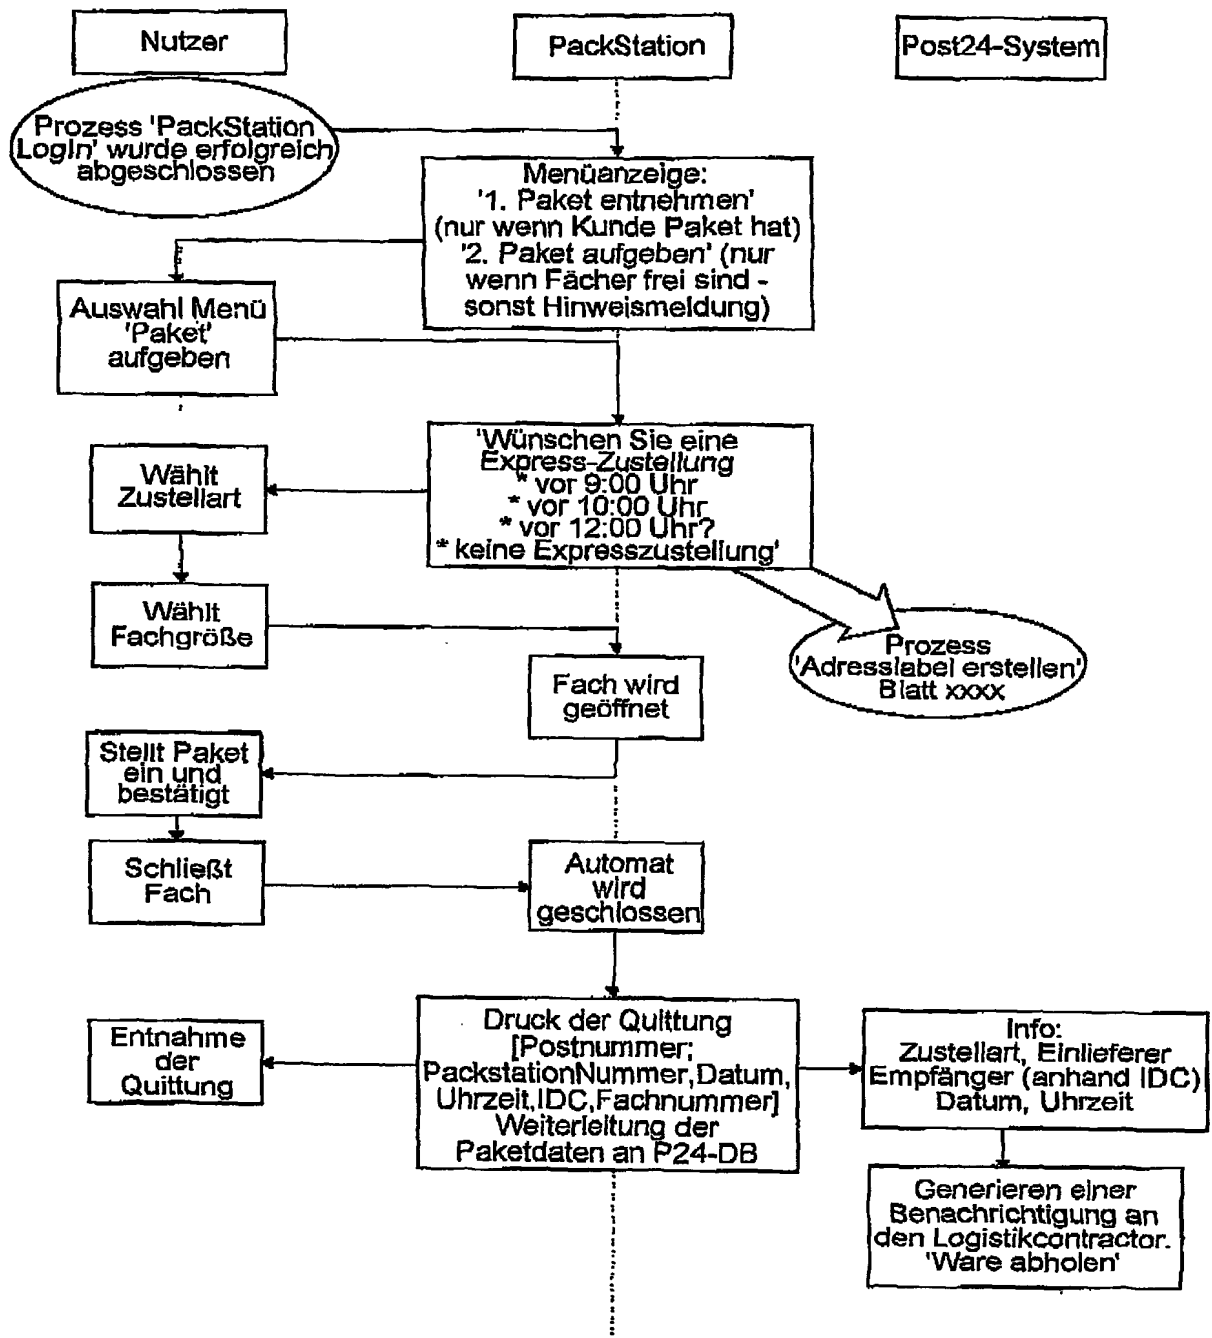 Nutzer
PackStation
Post24-System
Prozess 'PackStation
LogIn' wurde erfolgreich
abgeschlossen
Menüanzeige:
'1. Paket entnehmen'
(nur wenn Kunde Paket hat)
'2. Paket aufgeben' (nur
wenn Fächer frei sind -
sonst Hinweismeldung)
Auswahl Menü
'Paket'
aufgeben
'Wünschen Sie eine
Express-Zustellung
* vor 9:00 Uhr
* vor 10:00 Uhr
* vor 12:00 Uhr?
* keine Expresszustellung'
Wählt
Zustellart
Wählt
Fachgröße
Prozess
'Adresslabel erstellen'
Blatt xxxx
Fach wird
geöffnet
Stellt Paket
ein und
bestätigt
Schließt
Fach
Automat
wird
geschlossen
Druck der Quittung
[Postnummer;
PackstationNummer,Datum,
Uhrzeit,IDC,Fachnummer]
Weiterleitung der
Paketdaten an P24-DB
Entnahme
der
Quittung
Info:
Zustellart, Einlieferer
Empfänger (anhand IDC)
Datum, Uhrzeit
Generieren einer
Benachrichtigung an
den Logistikcontractor.
'Ware abholen'